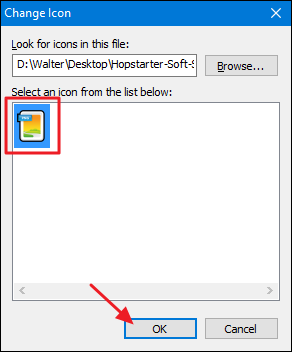 Change Icon
Look for icons in this file:
D:\Walter\Desktop\Hopstarter-Soft-S
Browse...
Select an icon from the list below:
OK
Cancel